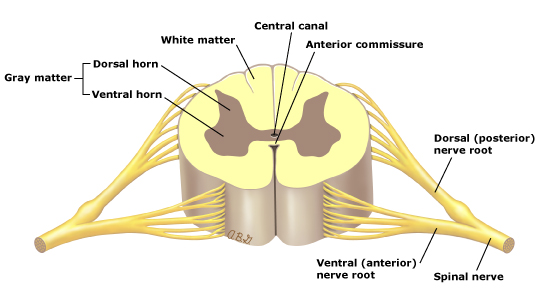 Central canal
White matter
Anterior commissure
Dorsal horn
Gray matter
Ventral horn
Dorsal (posterior)
nerve root
Ventral (anterior)
nerve root
Spinal nerve